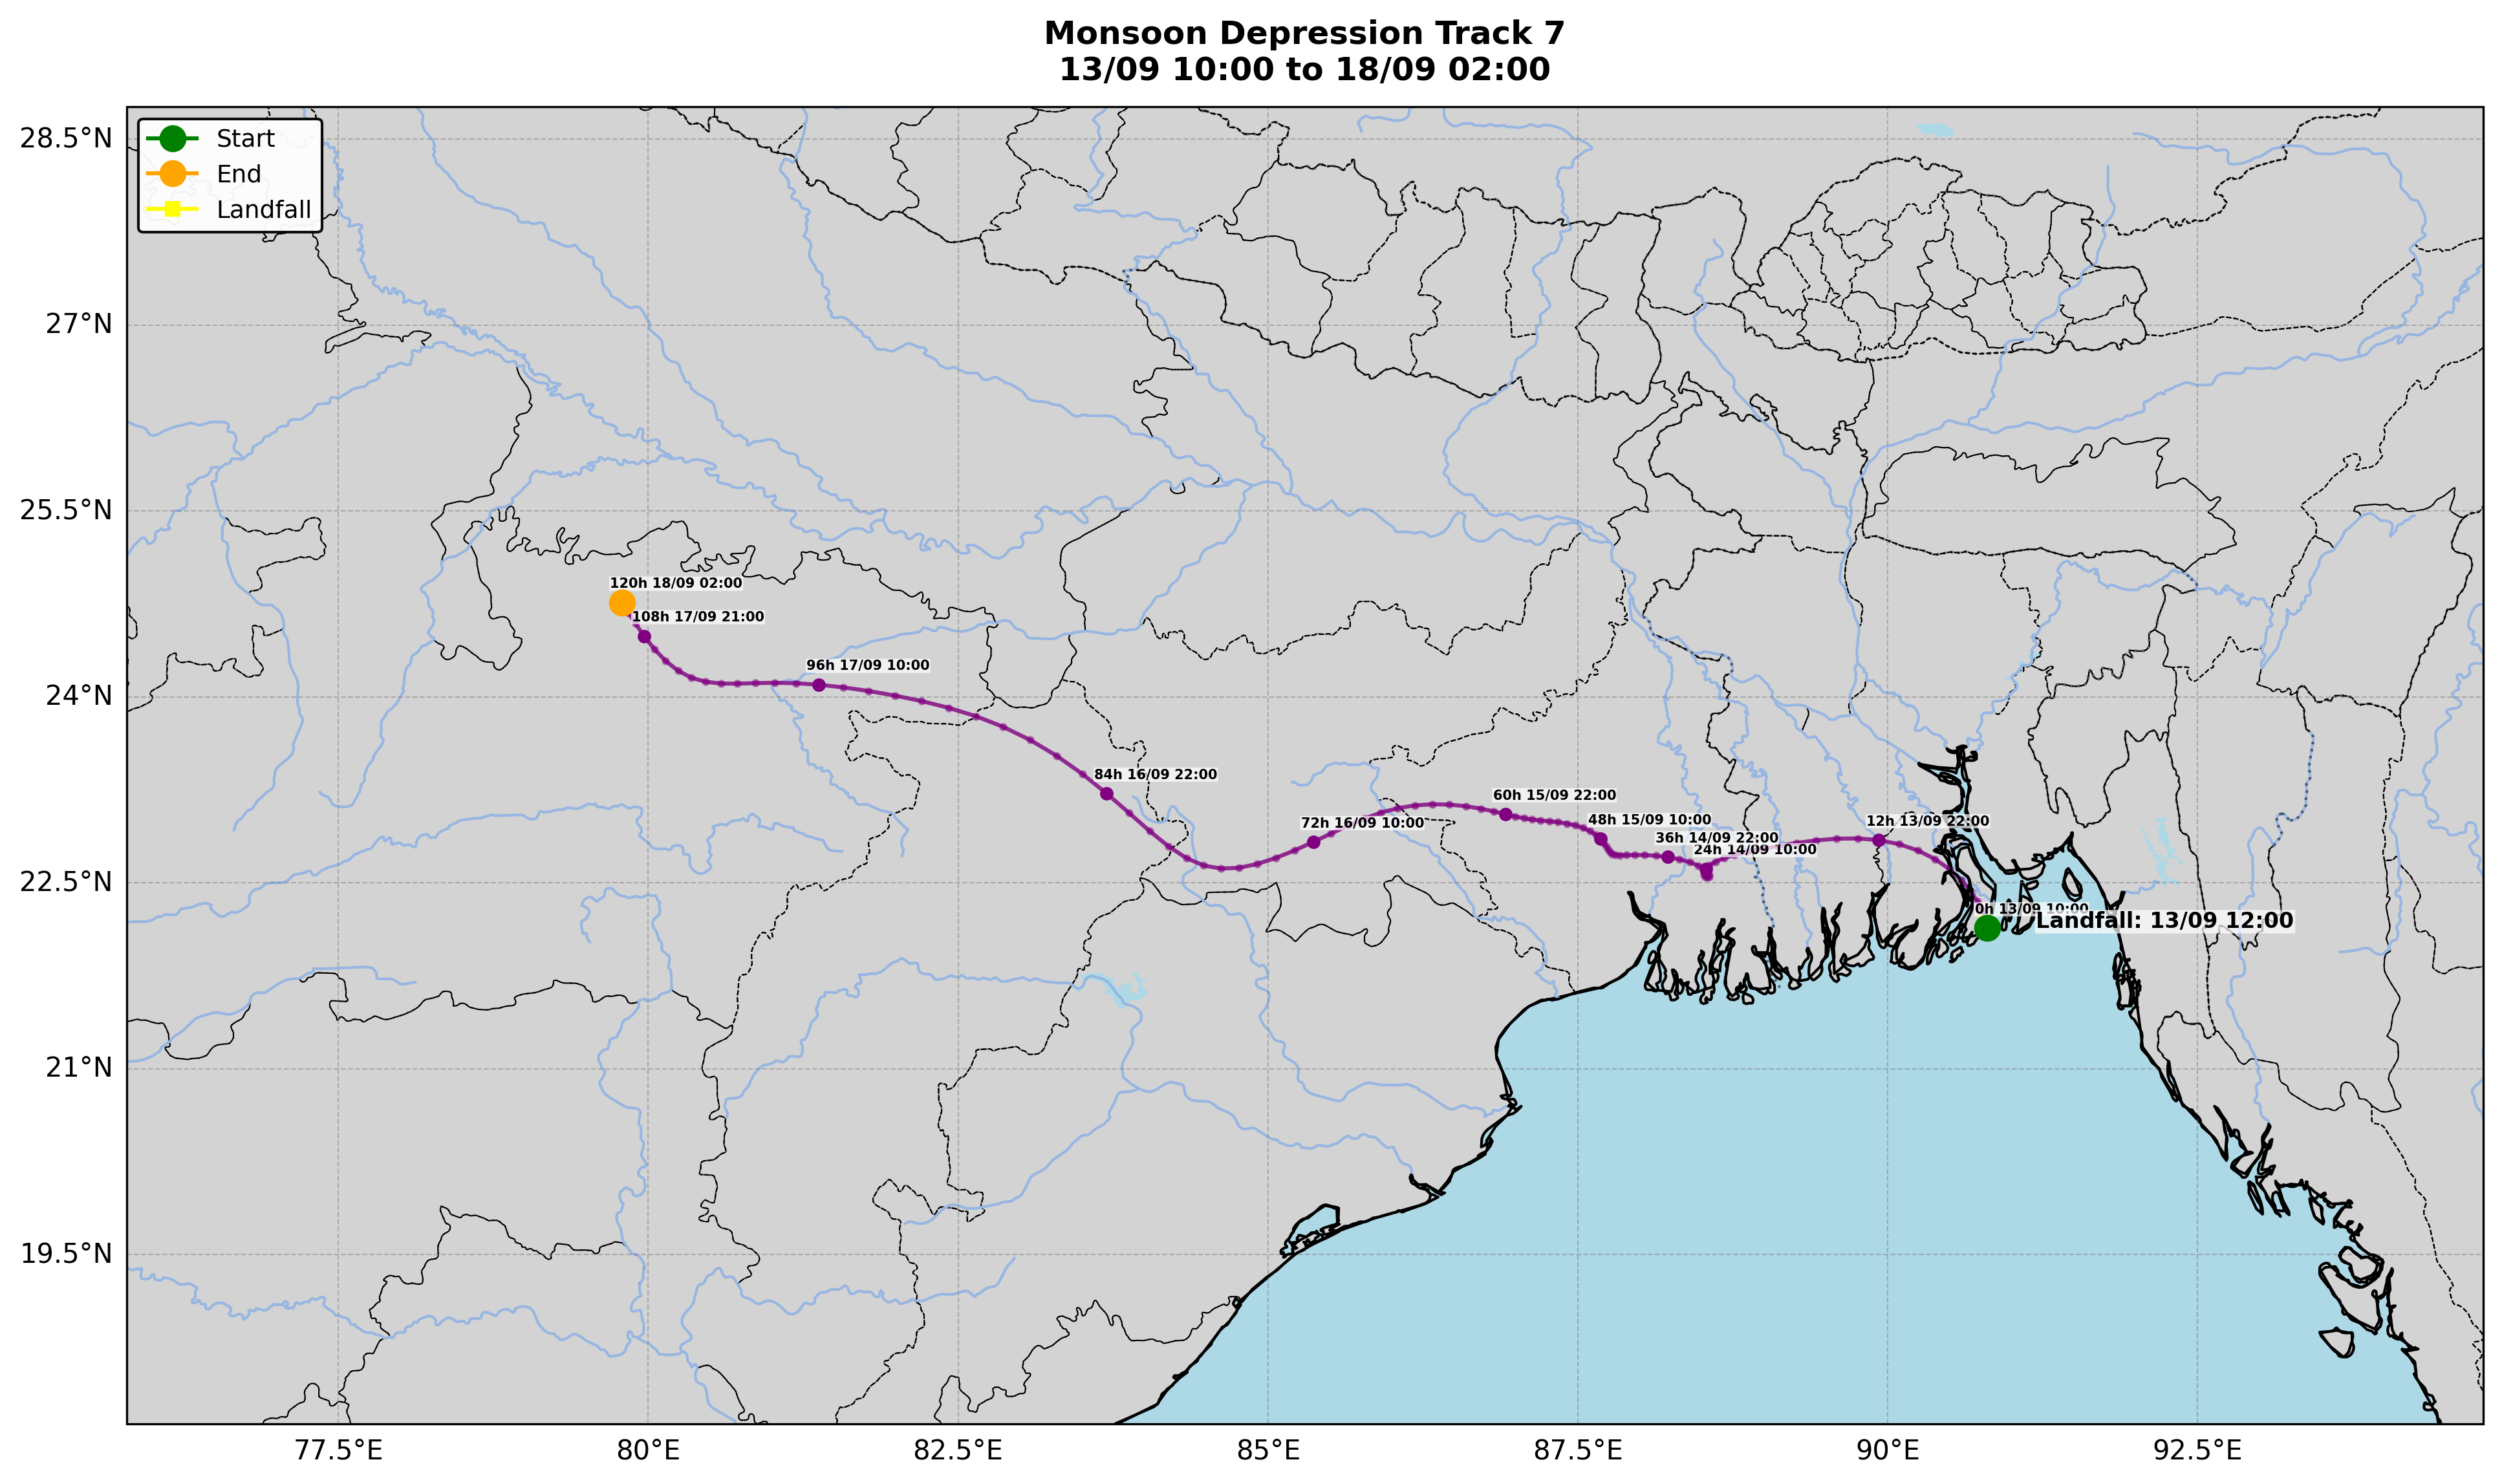 Monsoon Depression Track 7
13/09 10:00 to 18/09 02:00
Start
End
Landfall
28.5°N
27°N
25.5°N
24°N
22.5°N
21°N
19.5°N
120h 18/09 02:00
108h 17/09 21:00
96h 17/09 10:00
84h 16/09 22:00
72h 16/09 10:00
60h 15/09 22:00
48h 15/09 10:00
36h 14/09 22:00
24h 14/09 10:00
12h 13/09 22:00
0h 13/09 10:00
Landfall: 13/09 12:00
77.5°E
80°E
82.5°E
85°E
87.5°E
90°E
92.5°E